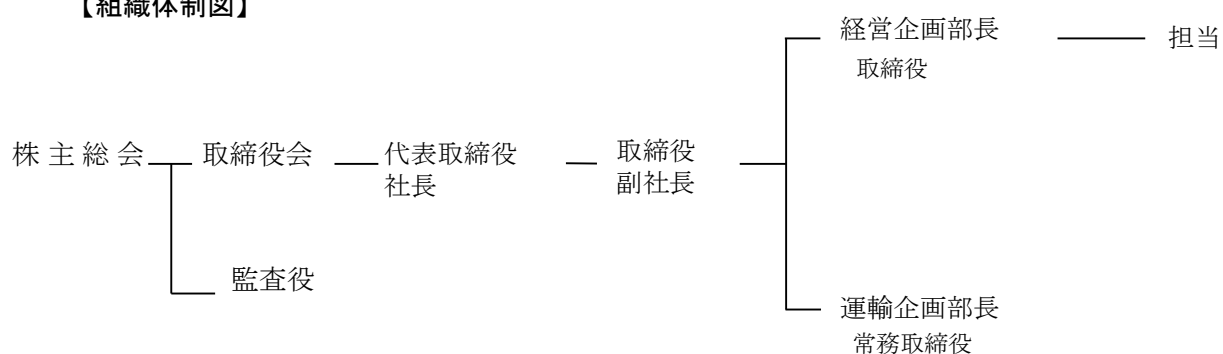 【組織体制図】
経営企画部長
担当
取締役
株主総会
取締役会
代表取締役
社長
取締役
副社長
監査役
運輸企画部長
常務取締役